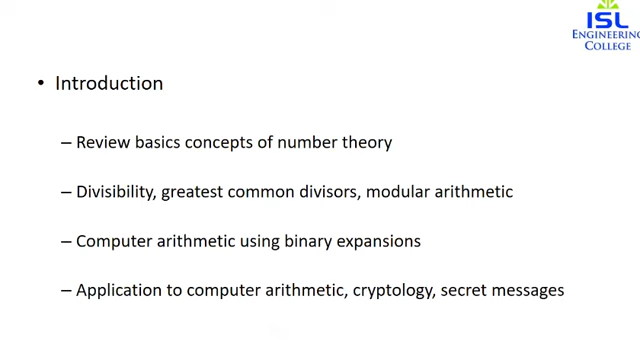 ISL
ENGINEERING
COLLEGE
• Introduction
– Review basics concepts of number theory
– Divisibility, greatest common divisors, modular arithmetic
– Computer arithmetic using binary expansions
– Application to computer arithmetic, cryptology, secret messages